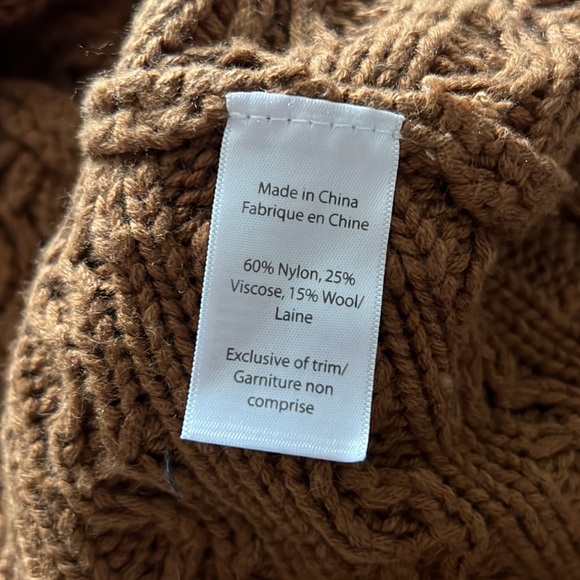 Made in China
Fabrique en Chine
60% Nylon, 25%
Viscose, 15% Wool/
Laine
Exclusive of trim/
Garniture non
comprise